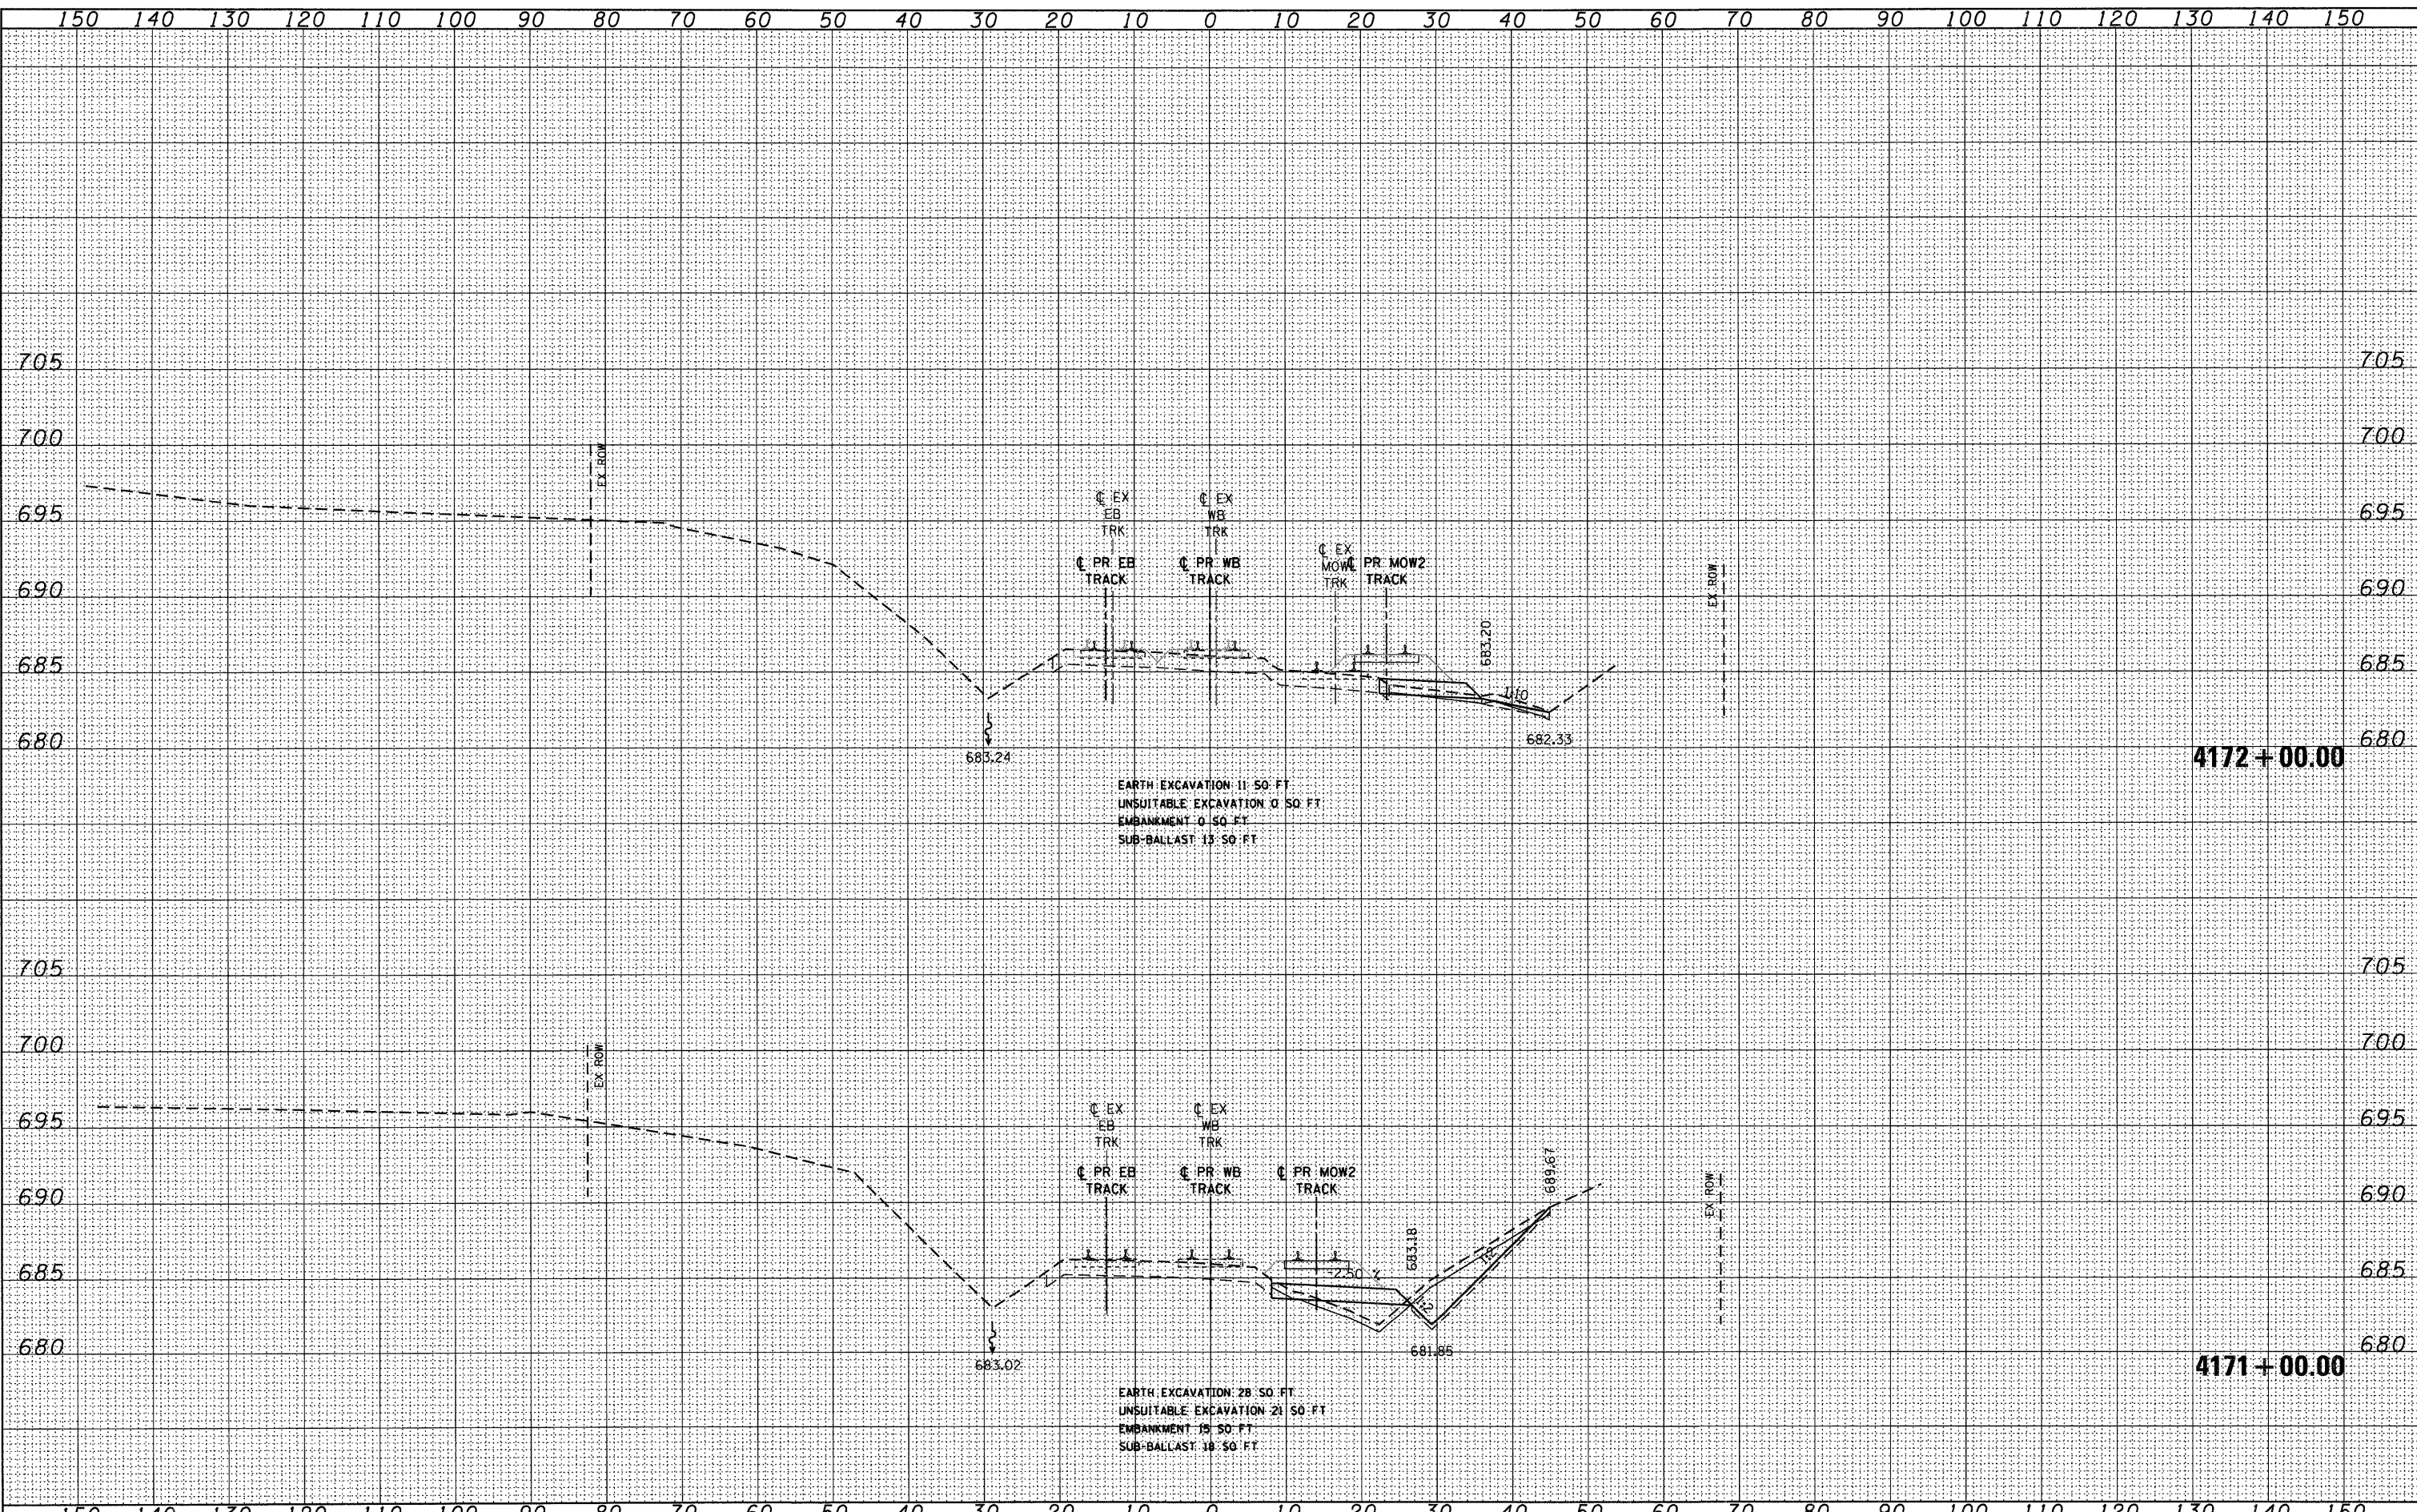 150 140 130 120 110 100 90 80 70 60 50 40 30 20 10 0 10 20 30 40 50 60 70 80 90 100 110 120 130 140 150
705 705
700 700
EX ROW
695 695
℄ EX
EB
TRK
℄ EX
WB
TRK
℄ EX
TRK
℄ PR EB
TRACK
℄ PR WB
TRACK
℄ PR MOW2
TRACK
EX ROW
690 690
683.20
685 685
1:10
682.33
680 680
683.24
4172+00.00
EARTH EXCAVATION 11 SQ FT
UNSUITABLE EXCAVATION 0 SQ FT
EMBANKMENT 0 SQ FT
SUB-BALLAST 13 SQ FT
705 705
700 700
EX ROW
695 695
℄ EX
EB
TRK
℄ EX
WB
TRK
℄ PR EB
TRACK
℄ PR WB
TRACK
℄ PR MOW2
TRACK
689.67
EX ROW
690 690
683.18
685 685
-2.50 %
1:2
681.85
680 680
683.02
4171+00.00
EARTH EXCAVATION 28 SQ FT
UNSUITABLE EXCAVATION 21 SQ FT
EMBANKMENT 15 SQ FT
SUB-BALLAST 18 SQ FT
150 140 130 120 110 100 90 80 70 60 50 40 30 20 10 0 10 20 30 40 50 60 70 80 90 100 110 120 130 140 150